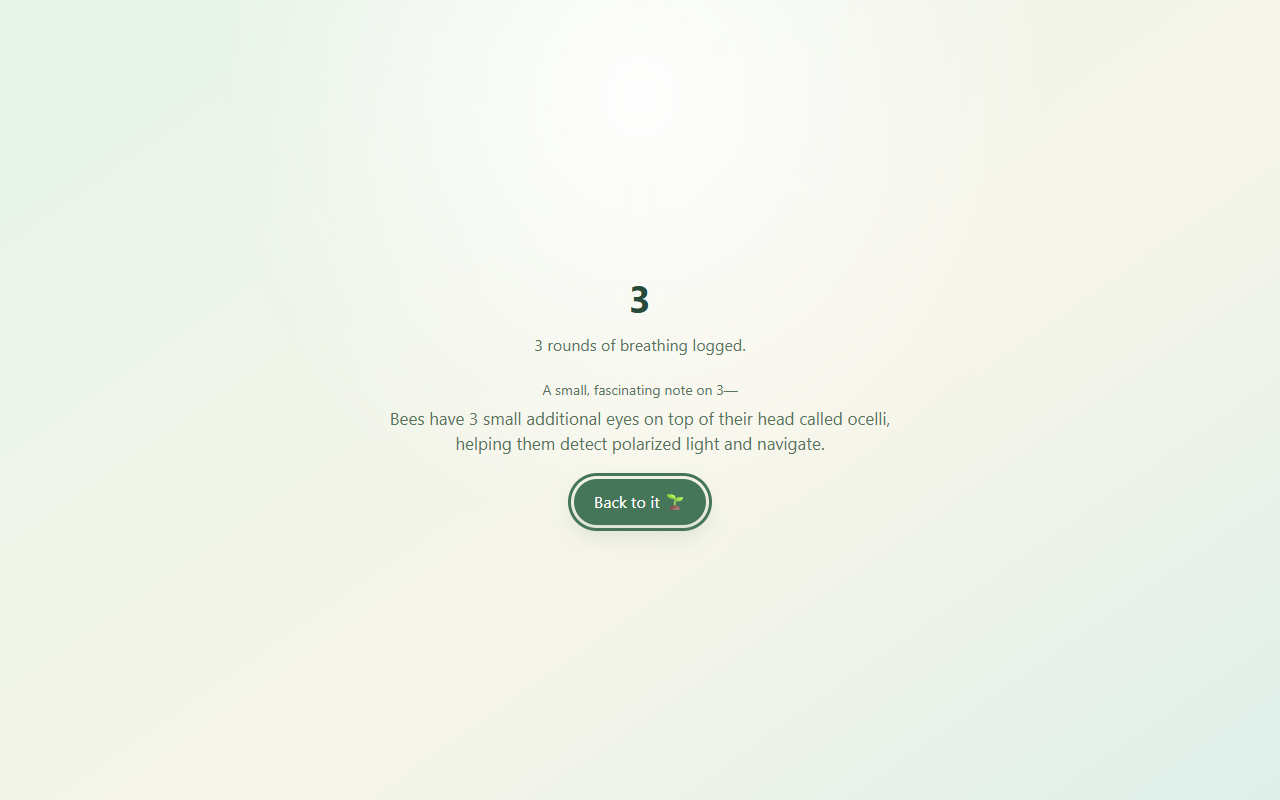 3
3 rounds of breathing logged.
A small, fascinating note on 3—
Bees have 3 small additional eyes on top of their head called ocelli,
helping them detect polarized light and navigate.
Back to it 🌱